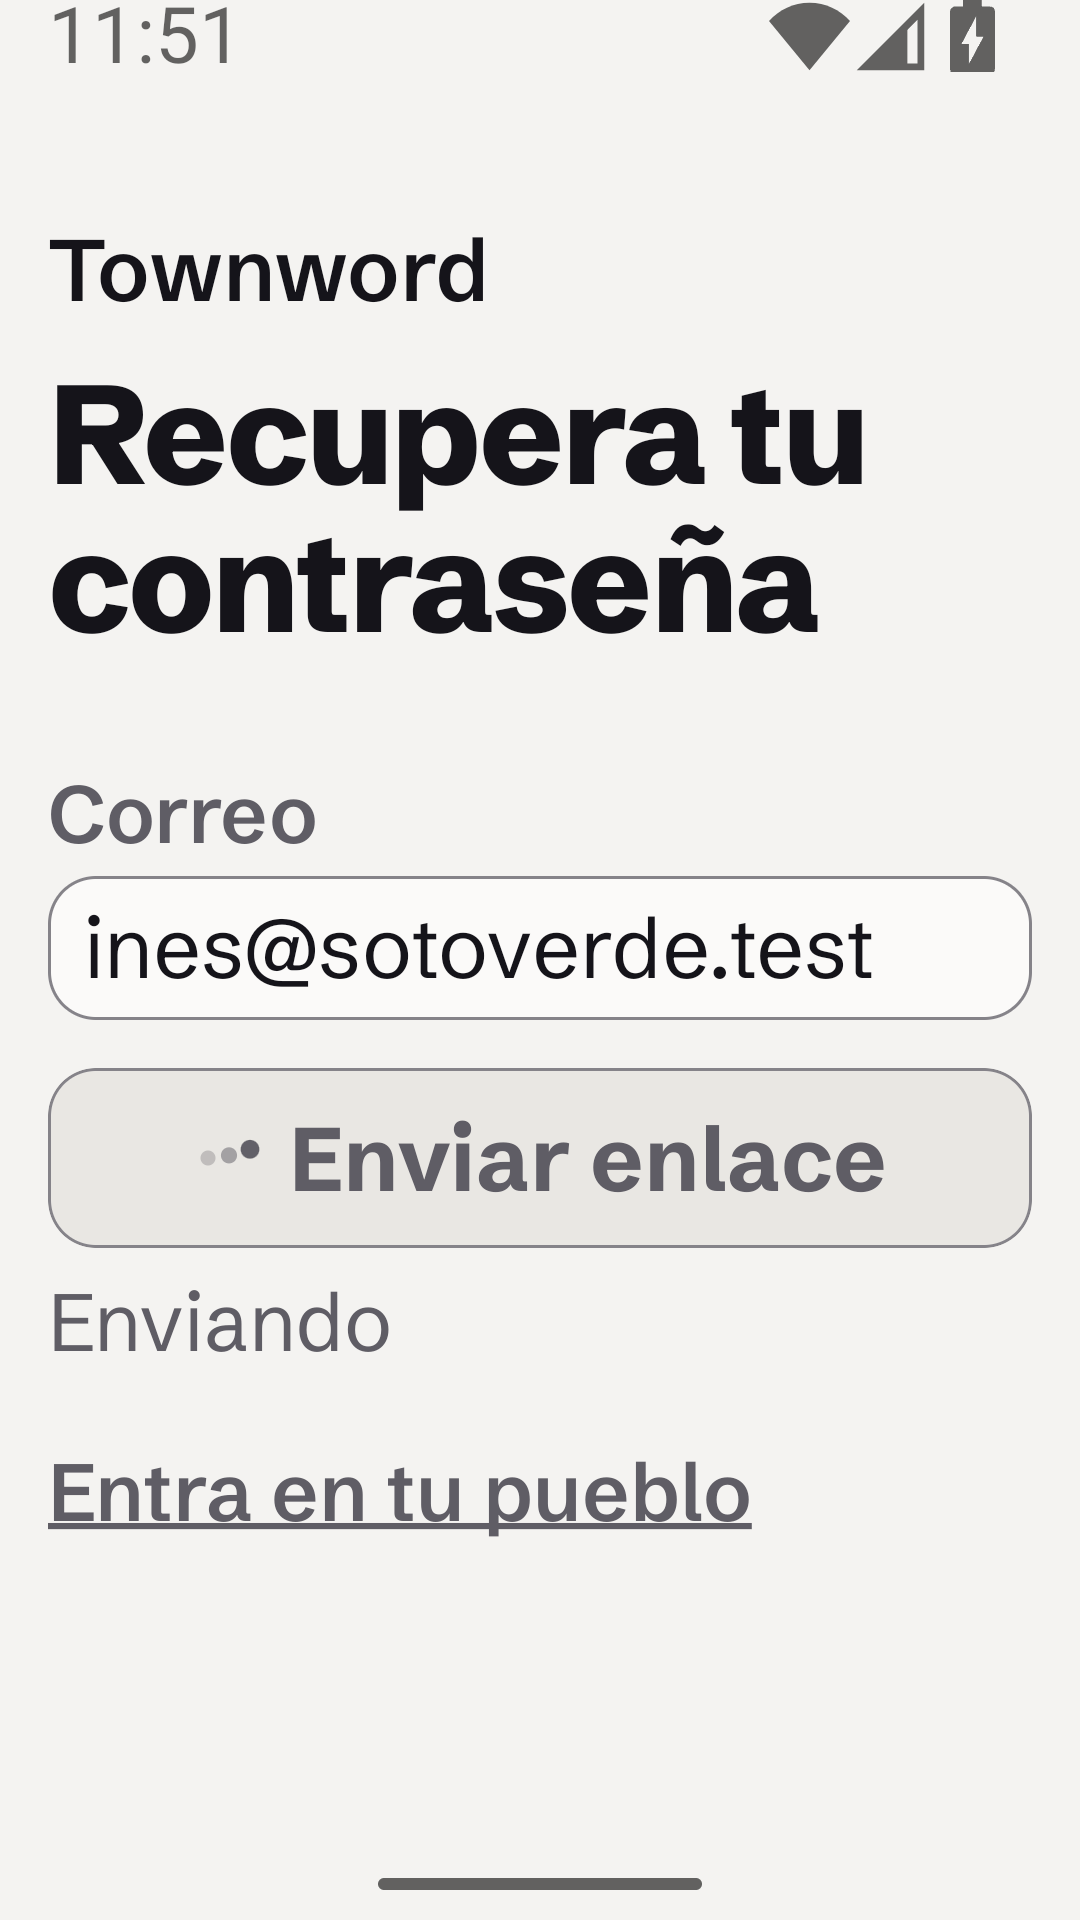 11:51
Townword
Recupera tu
contraseña
Correo
ines@sotoverde.test
Enviar enlace
Enviando
Entra en tu pueblo